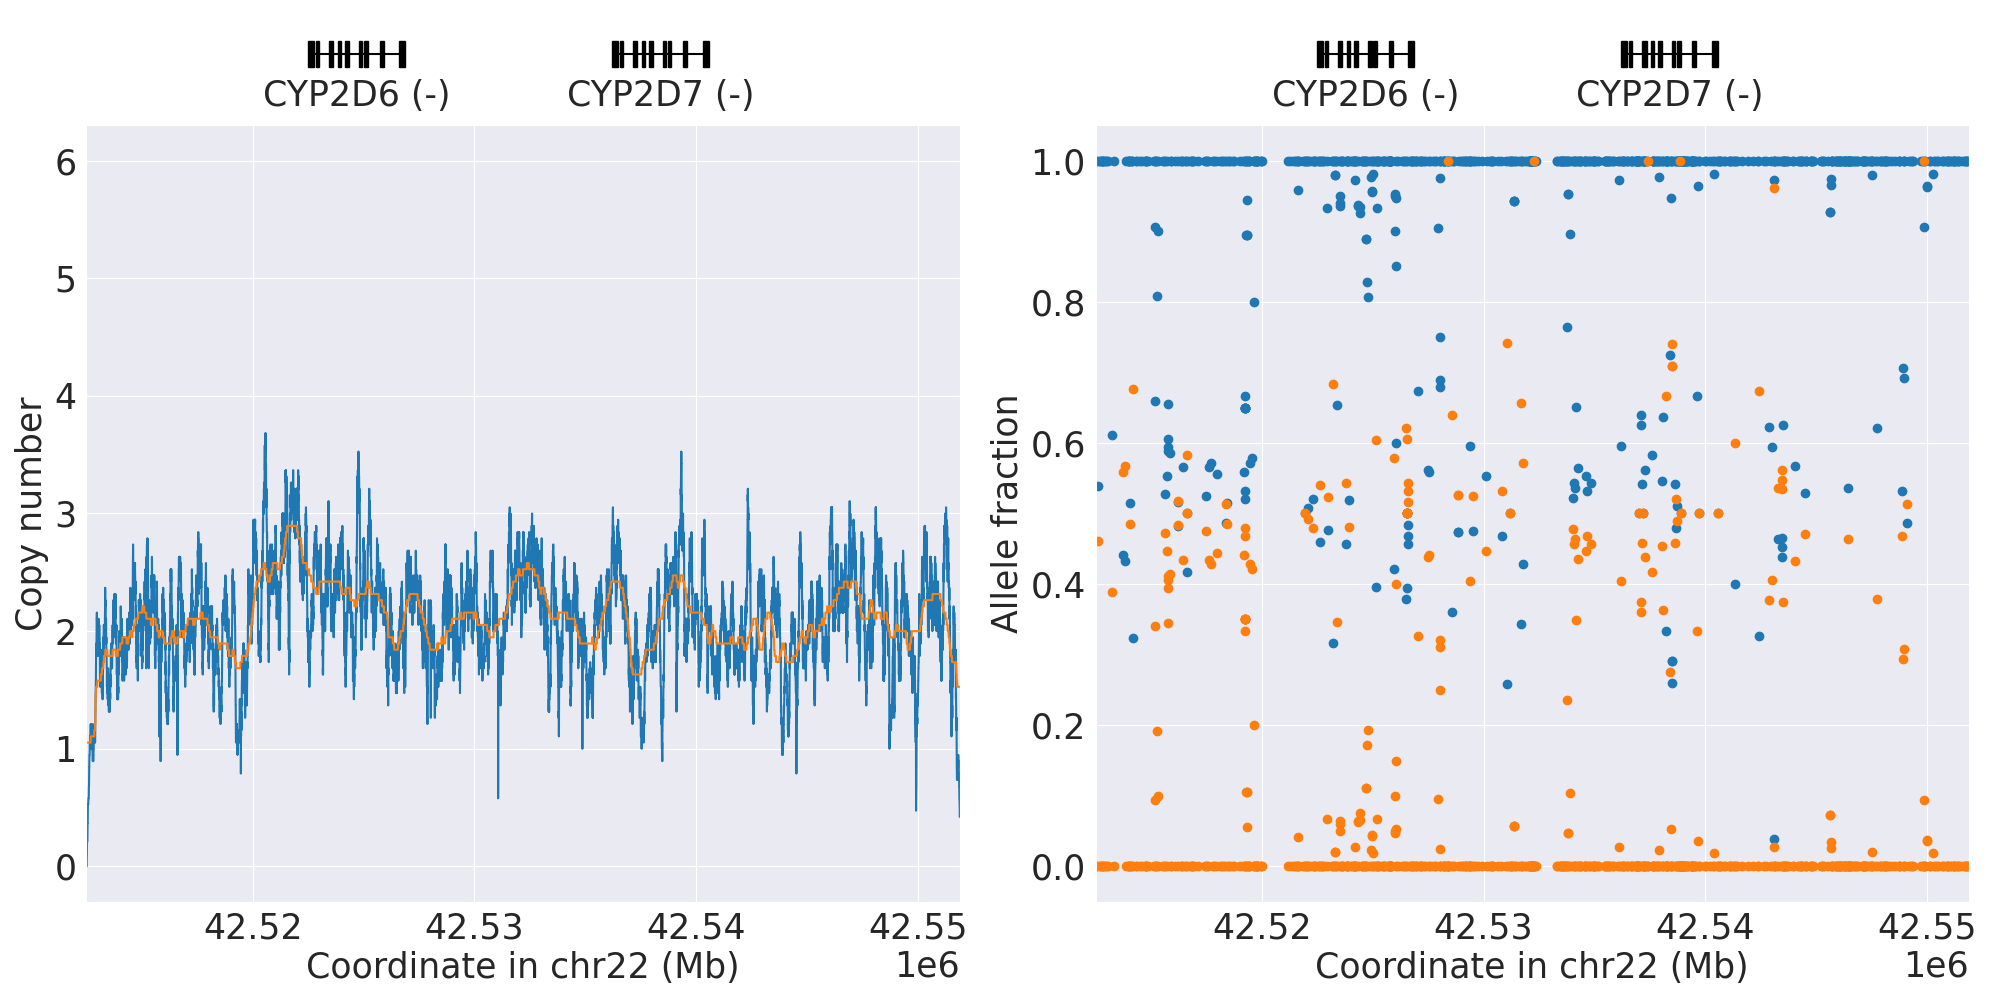 CYP2D6 (-) CYP2D7 (-)
6
5
4
3
2
1
0
Copy number
42.52 42.53 42.54 42.55
Coordinate in chr22 (Mb) 1e6
CYP2D6 (-) CYP2D7 (-)
1.0
0.8
0.6
0.4
0.2
0.0
Allele fraction
42.52 42.53 42.54 42.55
Coordinate in chr22 (Mb) 1e6